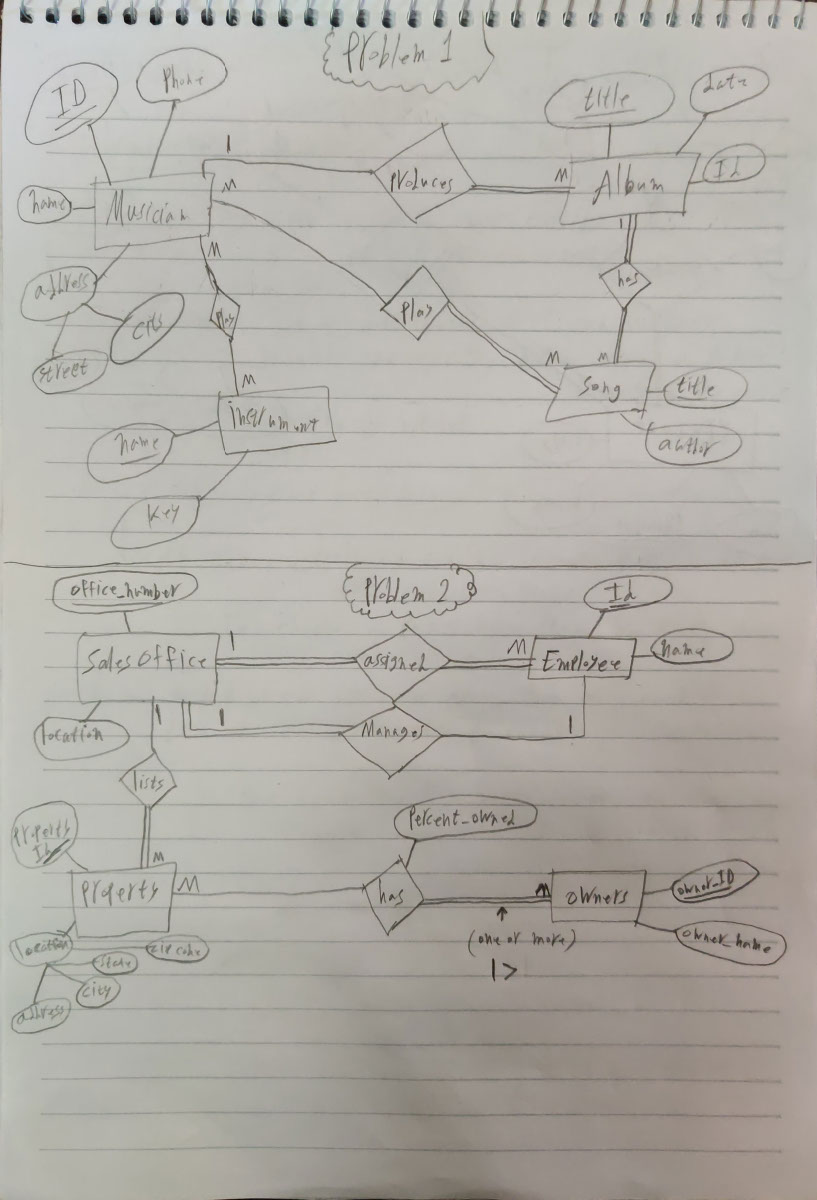 Problem 1
ID
Phone
title
date
1
M
Produces
M
Album
Id
name
Musician
M
1
address
city
street
Play
Play
has
M
M
M
Song
title
author
instrument
name
key
Problem 2
office_number
Id
Sales Office
1
assigned
M
Employee
name
location
1
1
Manages
1
lists
Percent_owned
Property
Id
M
Property
M
has
M
owners
owner_ID
owner_name
(one or more)
1>
location
zip code
state
city
address